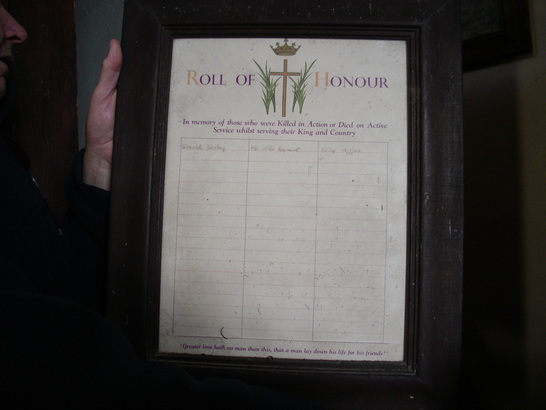 ROLL OF HONOUR
In memory of those who were Killed in Action or Died on Active
Service whilst serving their King and Country
"Greater love hath no man than this, that a man lay down his life for his friends"